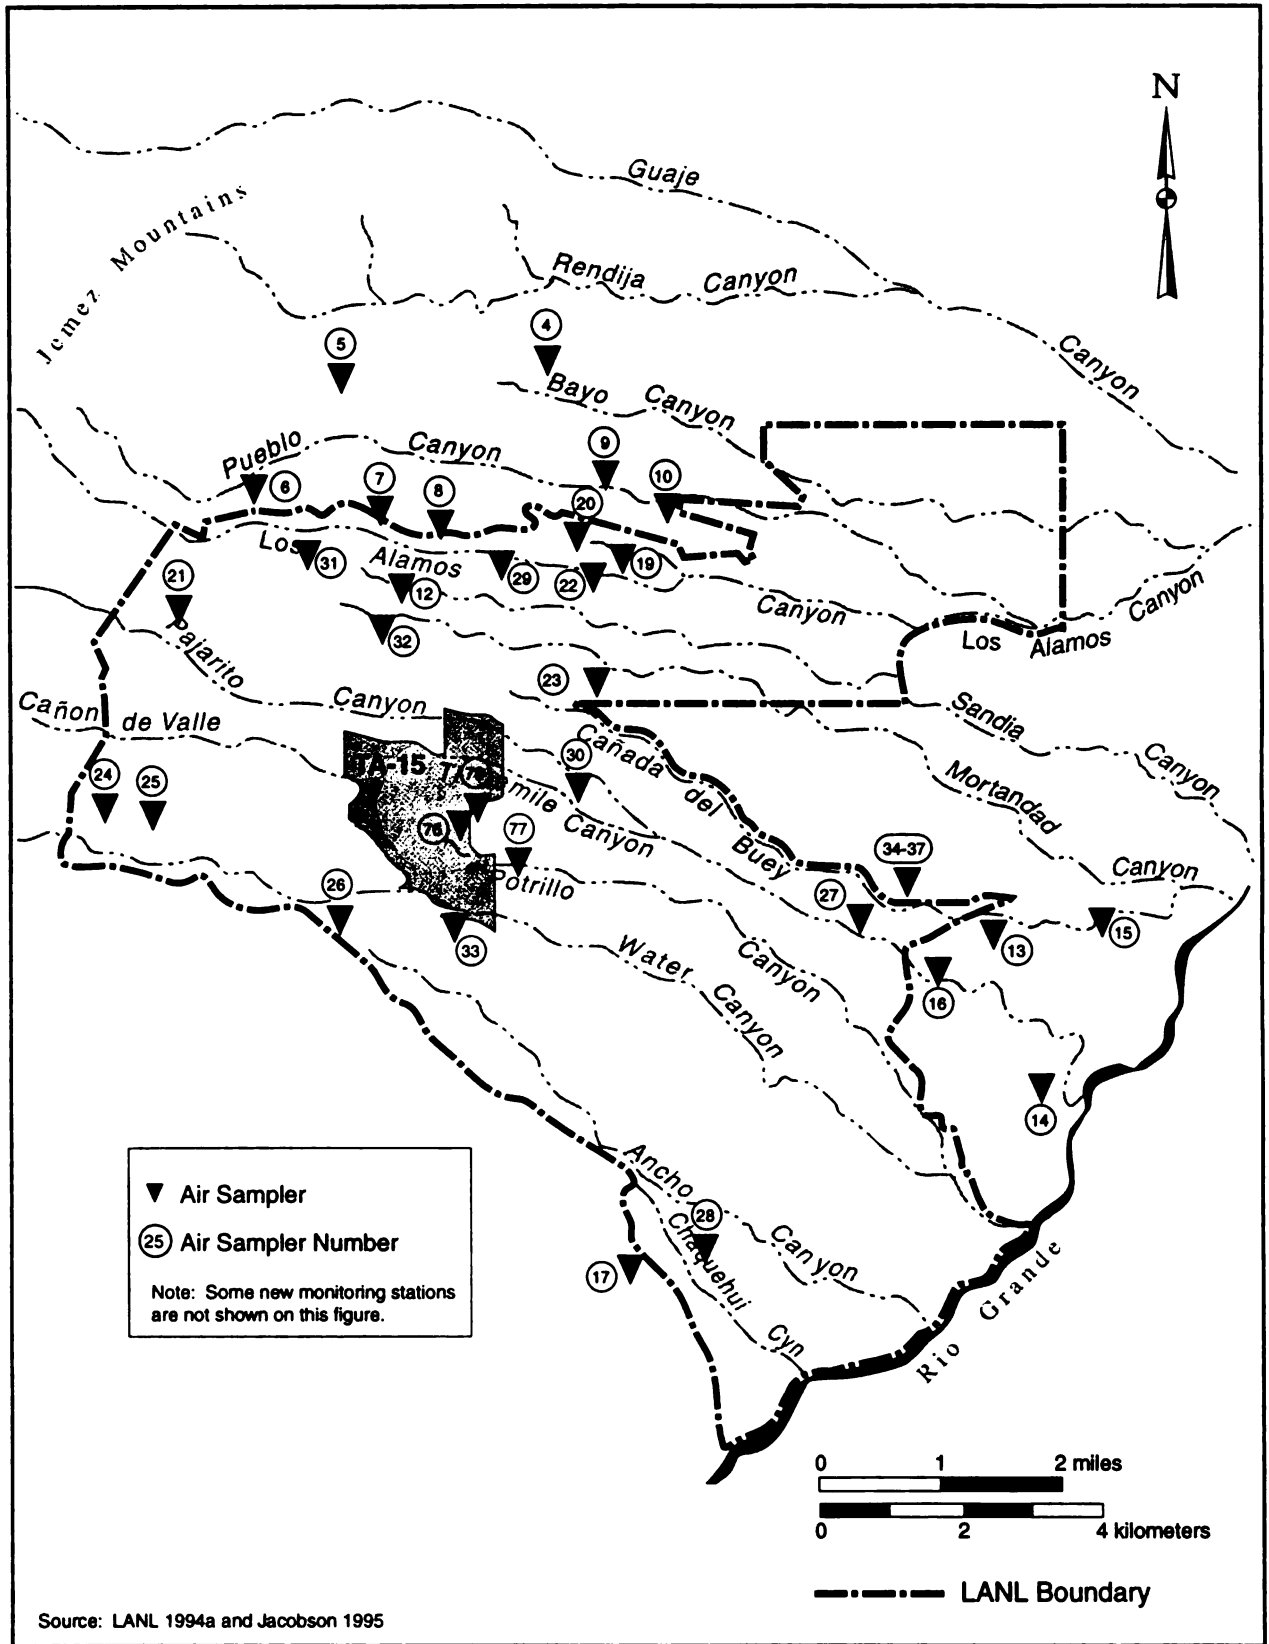 N
Guaje
Jemez Mountains
Rendija Canyon
Canyon
4
5
Bayo Canyon
Pueblo Canyon
9
10
6
7
8
20
Los Alamos
31
29
22
19
12
21
Canyon
Canyon
Los Alamos
32
Pajarito
23
Canyon
Sandia
Cañon de Valle
Canyon
TA-15
30
Cañada del Buey
24
25
Mortandad
mile Canyon
76
77
34-37
Canyon
26
Potrillo
27
15
33
13
Water
Canyon
16
Canyon
14
Ancho
28
Canyon
Chaquehui
17
Cyn
Rio Grande
Air Sampler
25 Air Sampler Number
Note: Some new monitoring stations
are not shown on this figure.
0 1 2 miles
0 2 4 kilometers
LANL Boundary
Source: LANL 1994a and Jacobson 1995